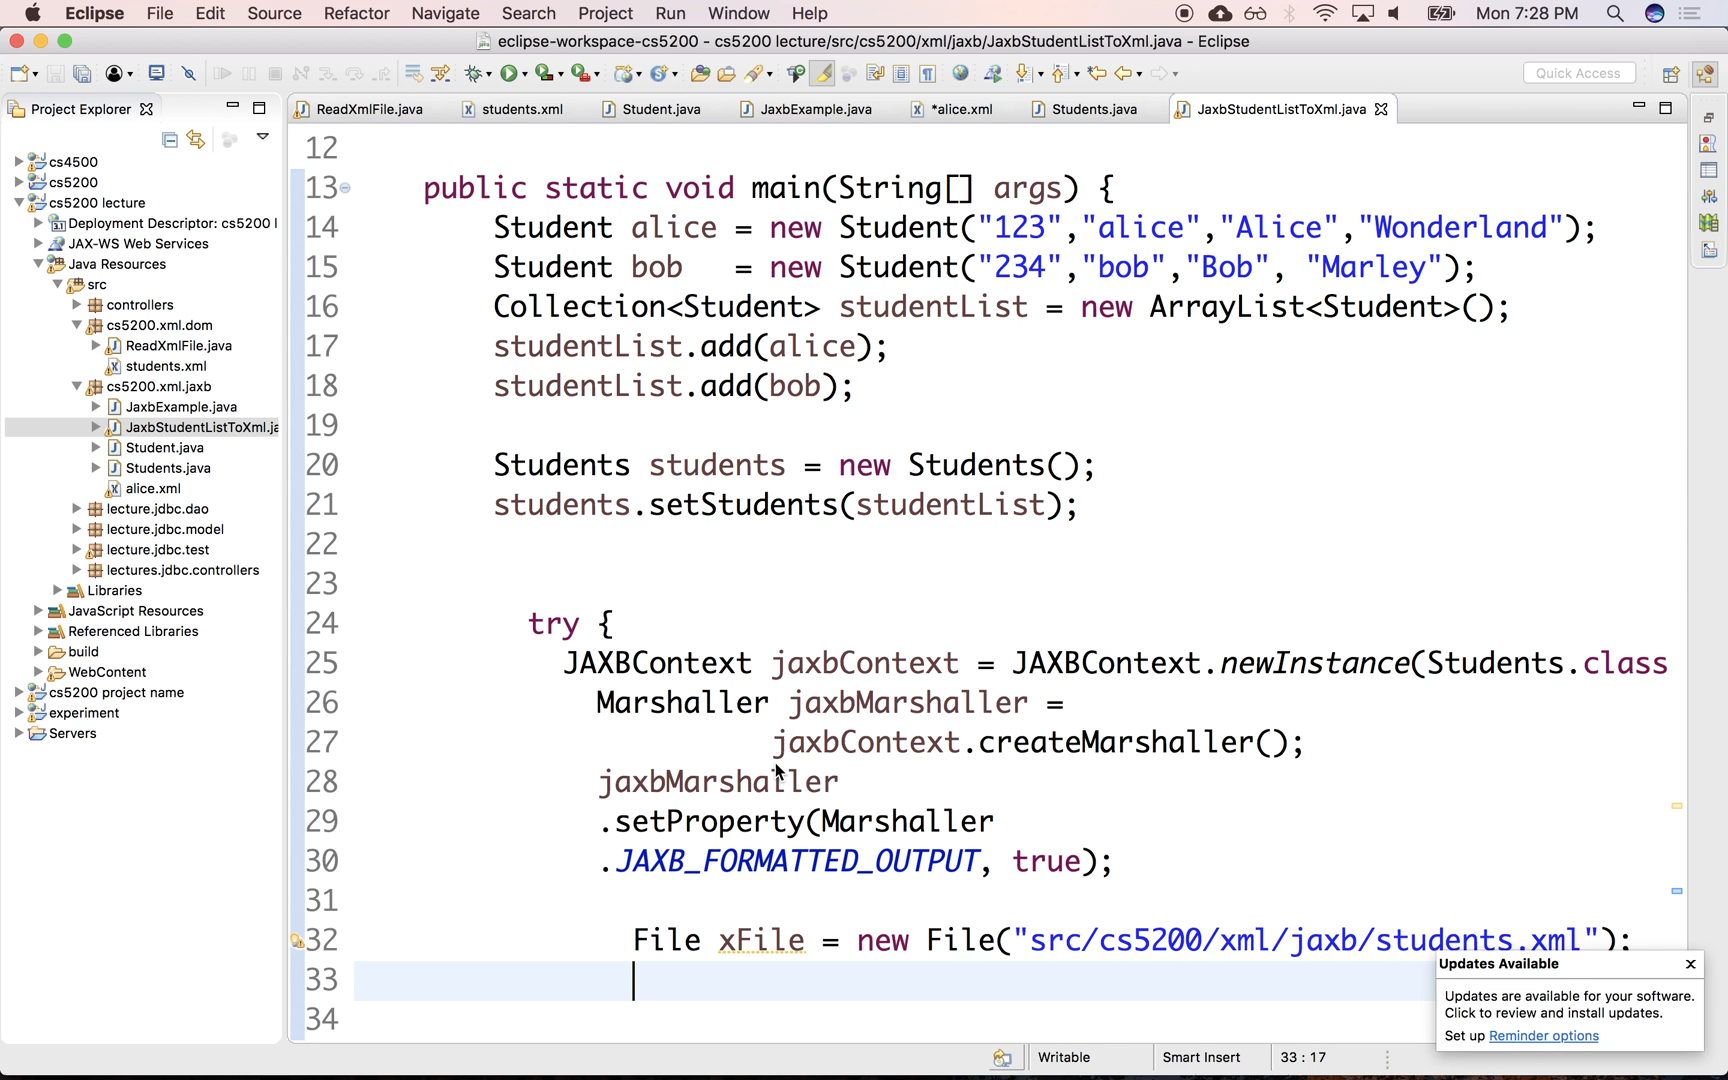 Eclipse File Edit Source Refactor Navigate Search Project Run Window Help
Mon 7:28 PM
eclipse-workspace-cs5200 - cs5200 lecture/src/cs5200/xml/jaxb/JaxbStudentListToXml.java - Eclipse
Quick Access
Project Explorer
ReadXmlFile.java students.xml Student.java JaxbExample.java *alice.xml Students.java JaxbStudentListToXml.java
cs4500
cs5200
cs5200 lecture
Deployment Descriptor: cs5200 l
JAX-WS Web Services
Java Resources
src
controllers
cs5200.xml.dom
ReadXmlFile.java
students.xml
cs5200.xml.jaxb
JaxbExample.java
JaxbStudentListToXml.ja
Student.java
Students.java
alice.xml
lecture.jdbc.dao
lecture.jdbc.model
lecture.jdbc.test
lectures.jdbc.controllers
Libraries
JavaScript Resources
Referenced Libraries
build
WebContent
cs5200 project name
experiment
Servers
12
13 public static void main(String[] args) {
14 Student alice = new Student("123","alice","Alice","Wonderland");
15 Student bob = new Student("234","bob","Bob", "Marley");
16 Collection<Student> studentList = new ArrayList<Student>();
17 studentList.add(alice);
18 studentList.add(bob);
19
20 Students students = new Students();
21 students.setStudents(studentList);
22
23
24 try {
25 JAXBContext jaxbContext = JAXBContext.newInstance(Students.class
26 Marshaller jaxbMarshaller =
27 jaxbContext.createMarshaller();
28 jaxbMarshaller
29 .setProperty(Marshaller
30 .JAXB_FORMATTED_OUTPUT, true);
31
32 File xFile = new File("src/cs5200/xml/jaxb/students.xml");
33
34
Updates Available
Updates are available for your software.
Click to review and install updates.
Set up Reminder options
Writable Smart Insert 33 : 17